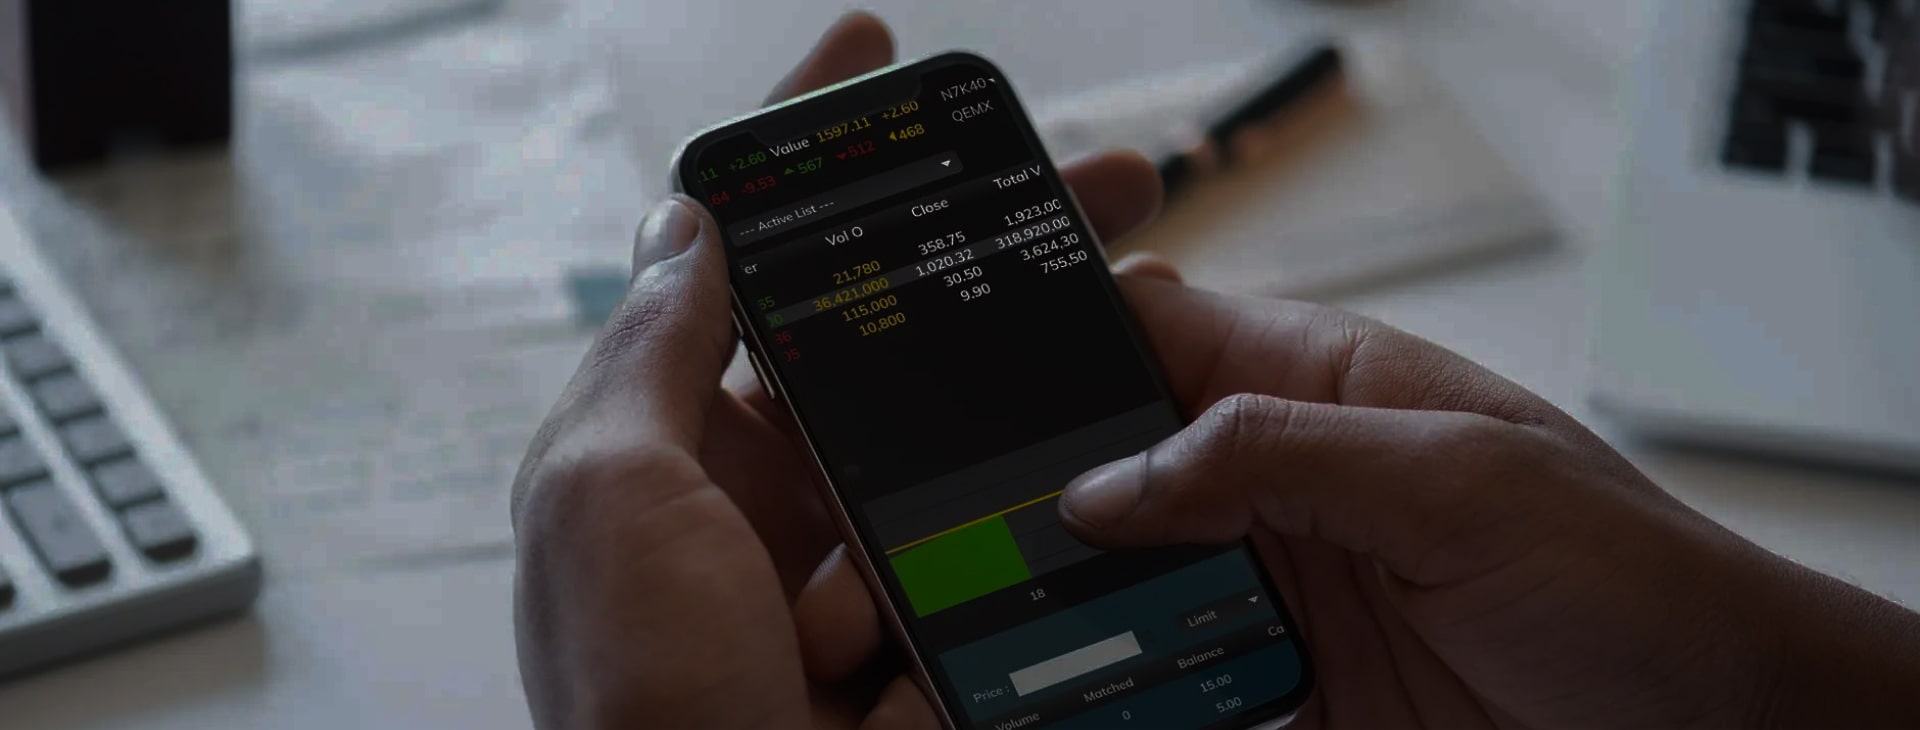 .11 +2.60 Value 1597.11 +2.60 N7K40
64 -9.53 567 512 468 QEMX
--- Active List ---
er Vol O Close Total V
35 21,780 358.75 1,923,00
36,421,000 1,020.32 318,920.00
36 115,000 30.50 3,624,30
05 10,800 9.90 755,50
18
Price : Limit
Volume Matched Balance Ca
0 15.00
5.00